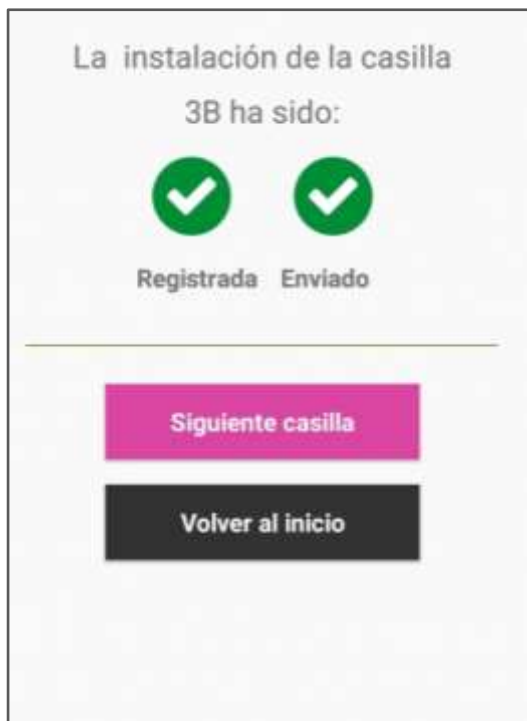 La instalación de la casilla
3B ha sido:
Registrada Enviado
Siguiente casilla
Volver al inicio